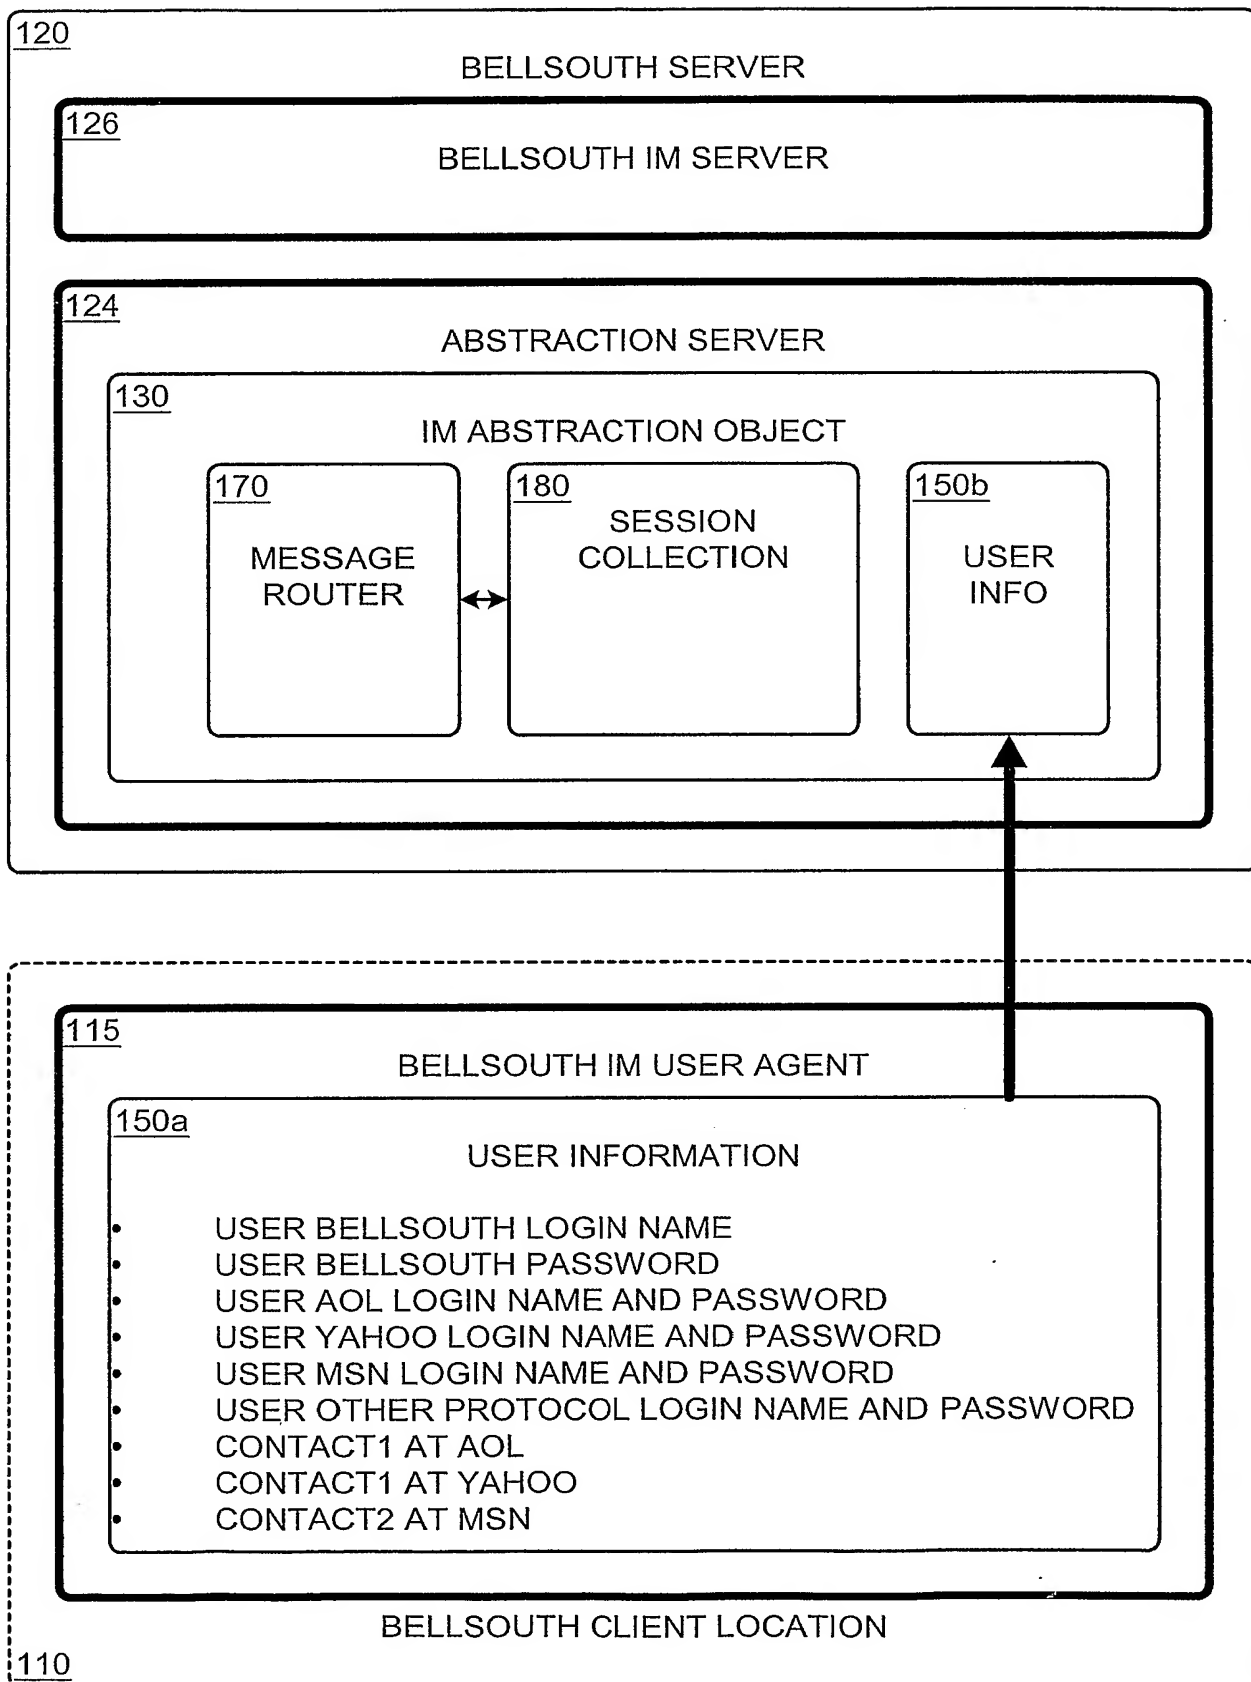 120
BELLSOUTH SERVER
126
BELLSOUTH IM SERVER
124
ABSTRACTION SERVER
130
IM ABSTRACTION OBJECT
170
MESSAGE
ROUTER
180
SESSION
COLLECTION
150b
USER
INFO
115
BELLSOUTH IM USER AGENT
150a
USER INFORMATION
• USER BELLSOUTH LOGIN NAME
• USER BELLSOUTH PASSWORD
• USER AOL LOGIN NAME AND PASSWORD
• USER YAHOO LOGIN NAME AND PASSWORD
• USER MSN LOGIN NAME AND PASSWORD
• USER OTHER PROTOCOL LOGIN NAME AND PASSWORD
• CONTACT1 AT AOL
• CONTACT1 AT YAHOO
• CONTACT2 AT MSN
BELLSOUTH CLIENT LOCATION
110